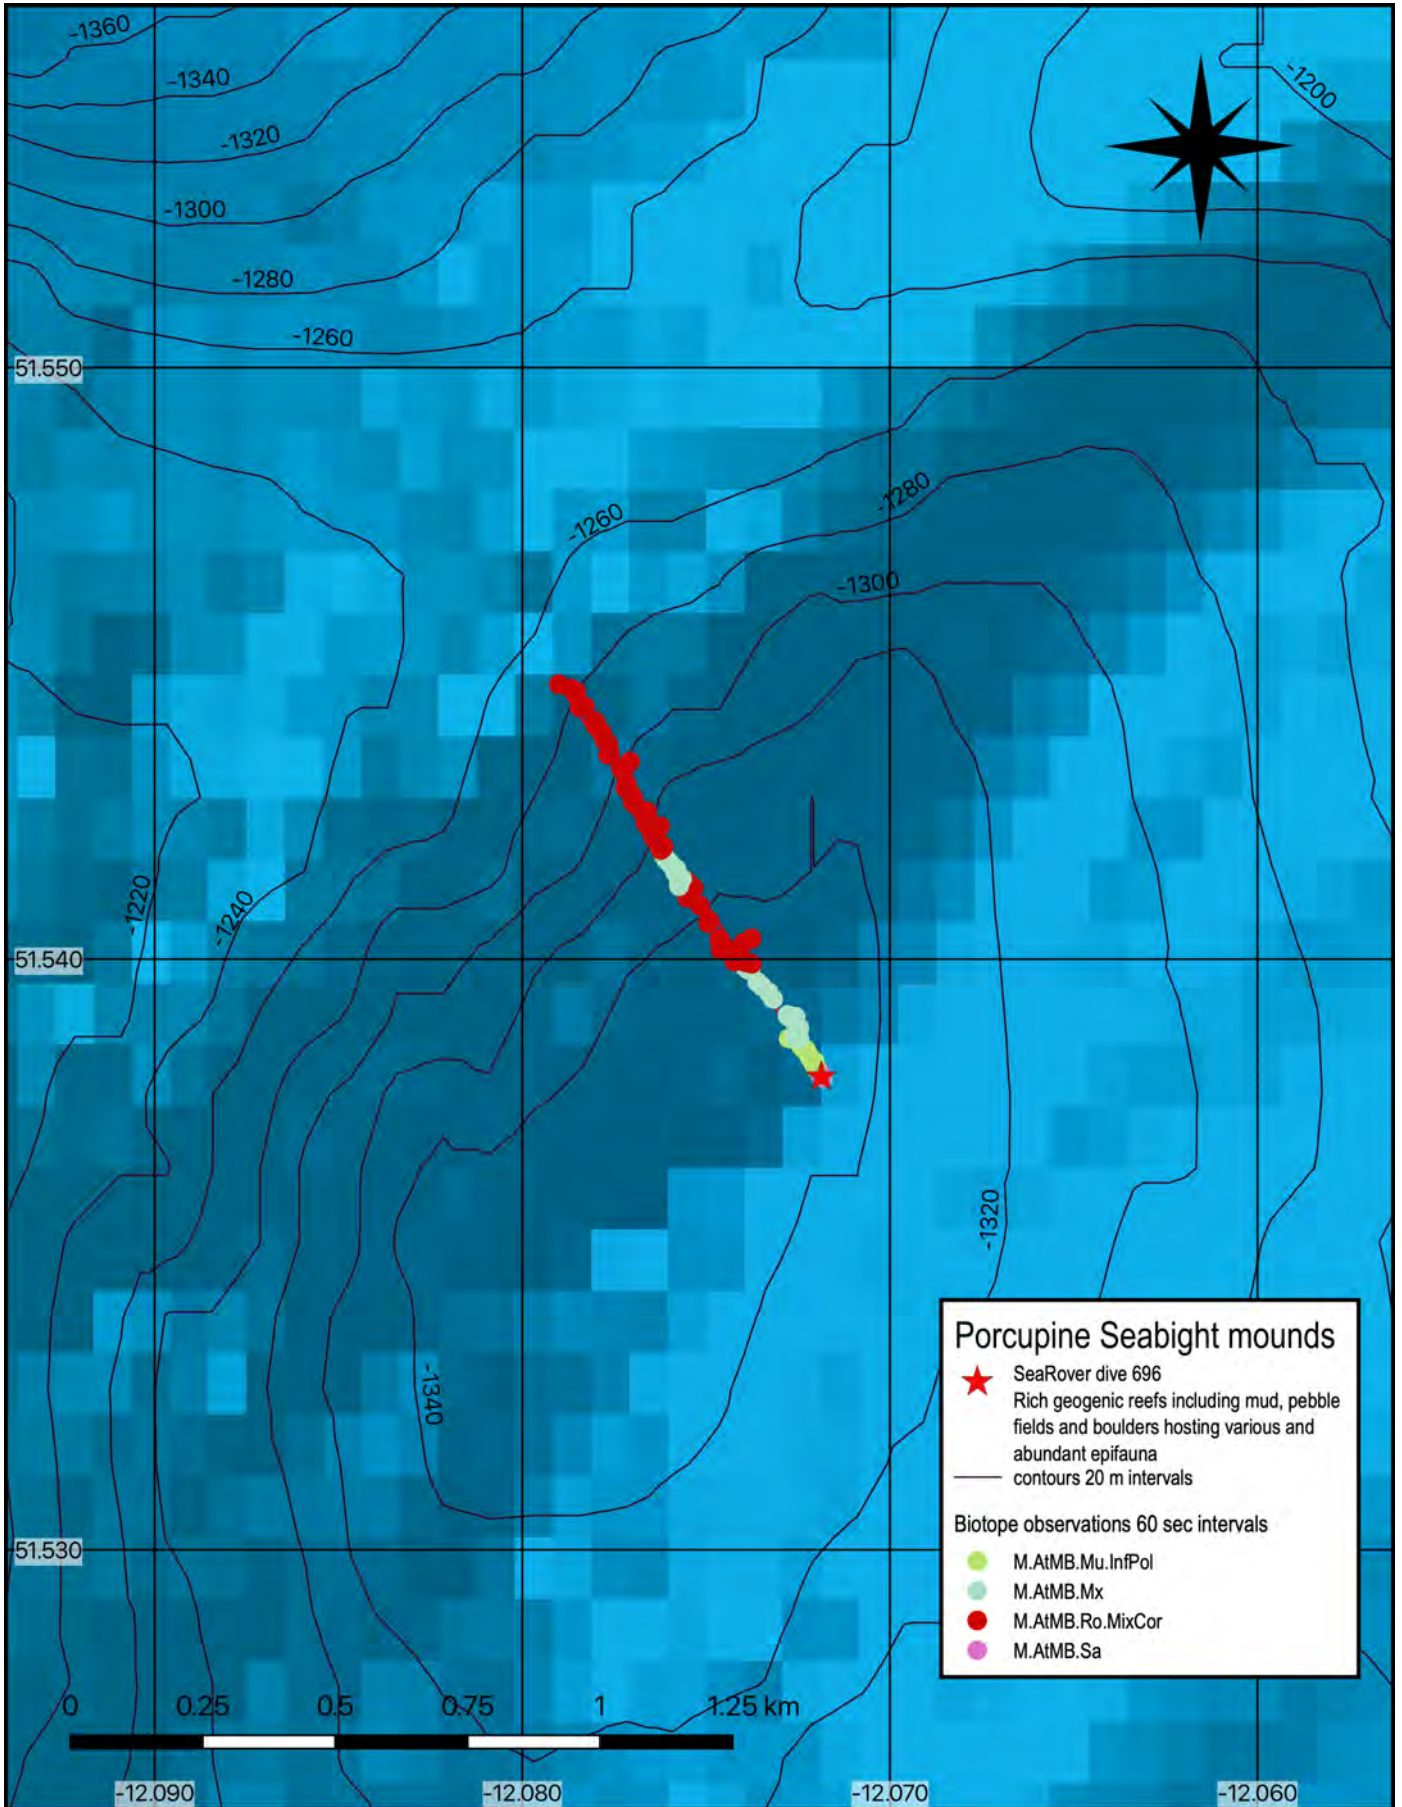 -1360
-1340
-1320
-1300
-1280
-1260
-1200
51.550
-1260
-1280
-1300
-1220
-1240
51.540
-1320
-1340
51.530
Porcupine Seabight mounds
SeaRover dive 696
Rich geogenic reefs including mud, pebble
fields and boulders hosting various and
abundant epifauna
contours 20 m intervals
Biotope observations 60 sec intervals
M.AtMB.Mu.InfPol
M.AtMB.Mx
M.AtMB.Ro.MixCor
M.AtMB.Sa
0 0.25 0.5 0.75 1 1.25 km
-12.090 -12.080 -12.070 -12.060